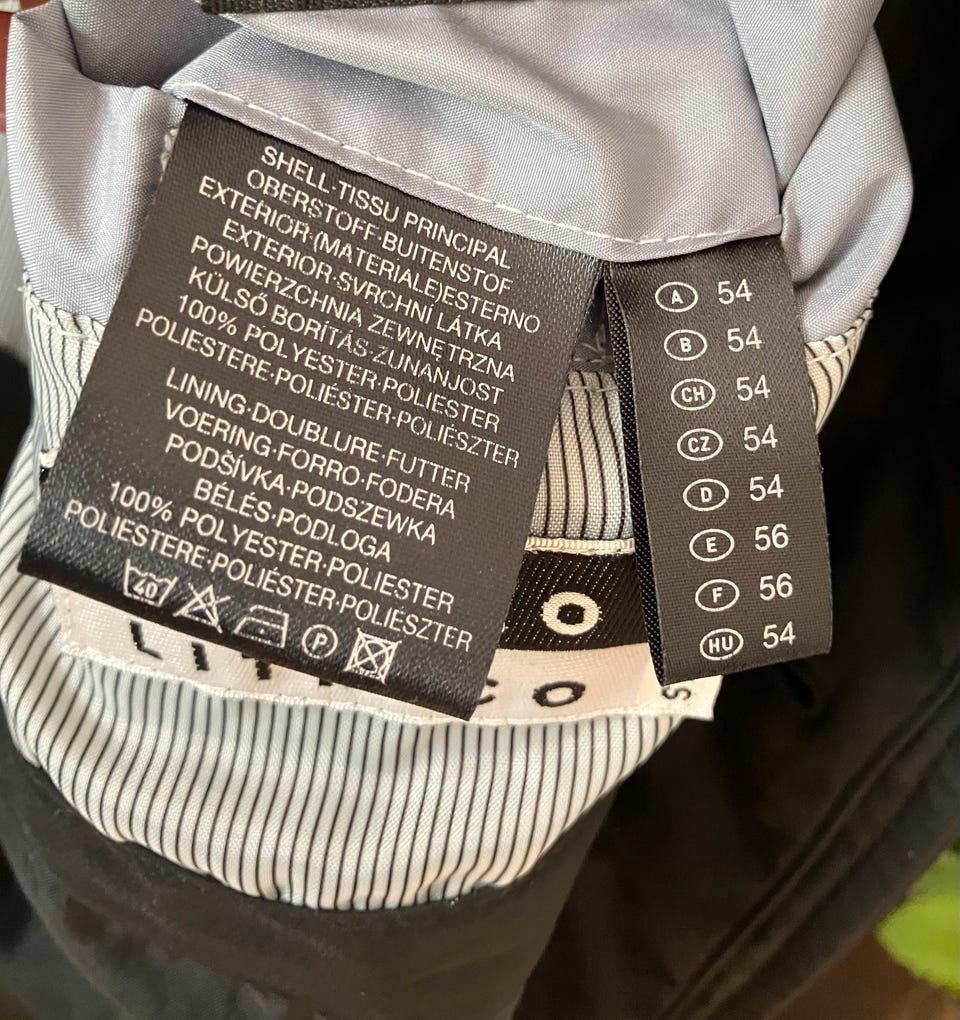 SHELL·TISSU PRINCIPAL
OBERSTOFF·BUITENSTOF
EXTERIOR·(MATERIALE)ESTERNO
EXTERIOR·SVRCHNÍ LÁTKA
POWIERZCHNIA ZEWNĘTRZNA
KÜLSŐ BORÍTÁS·ZUNANJOST
100% POLYESTER·POLIESTER
POLIESTERE·POLIÉSTER·POLIÉSZTER
LINING·DOUBLURE·FUTTER
VOERING·FORRO·FODERA
PODŠÍVKA·PODSZEWKA
BÉLÉS·PODLOGA
100% POLYESTER·POLIESTER
POLIESTERE·POLIÉSTER·POLIÉSZTER
40 P
A 54
B 54
CH 54
CZ 54
D 54
E 56
F 56
HU 54
O
CO
S